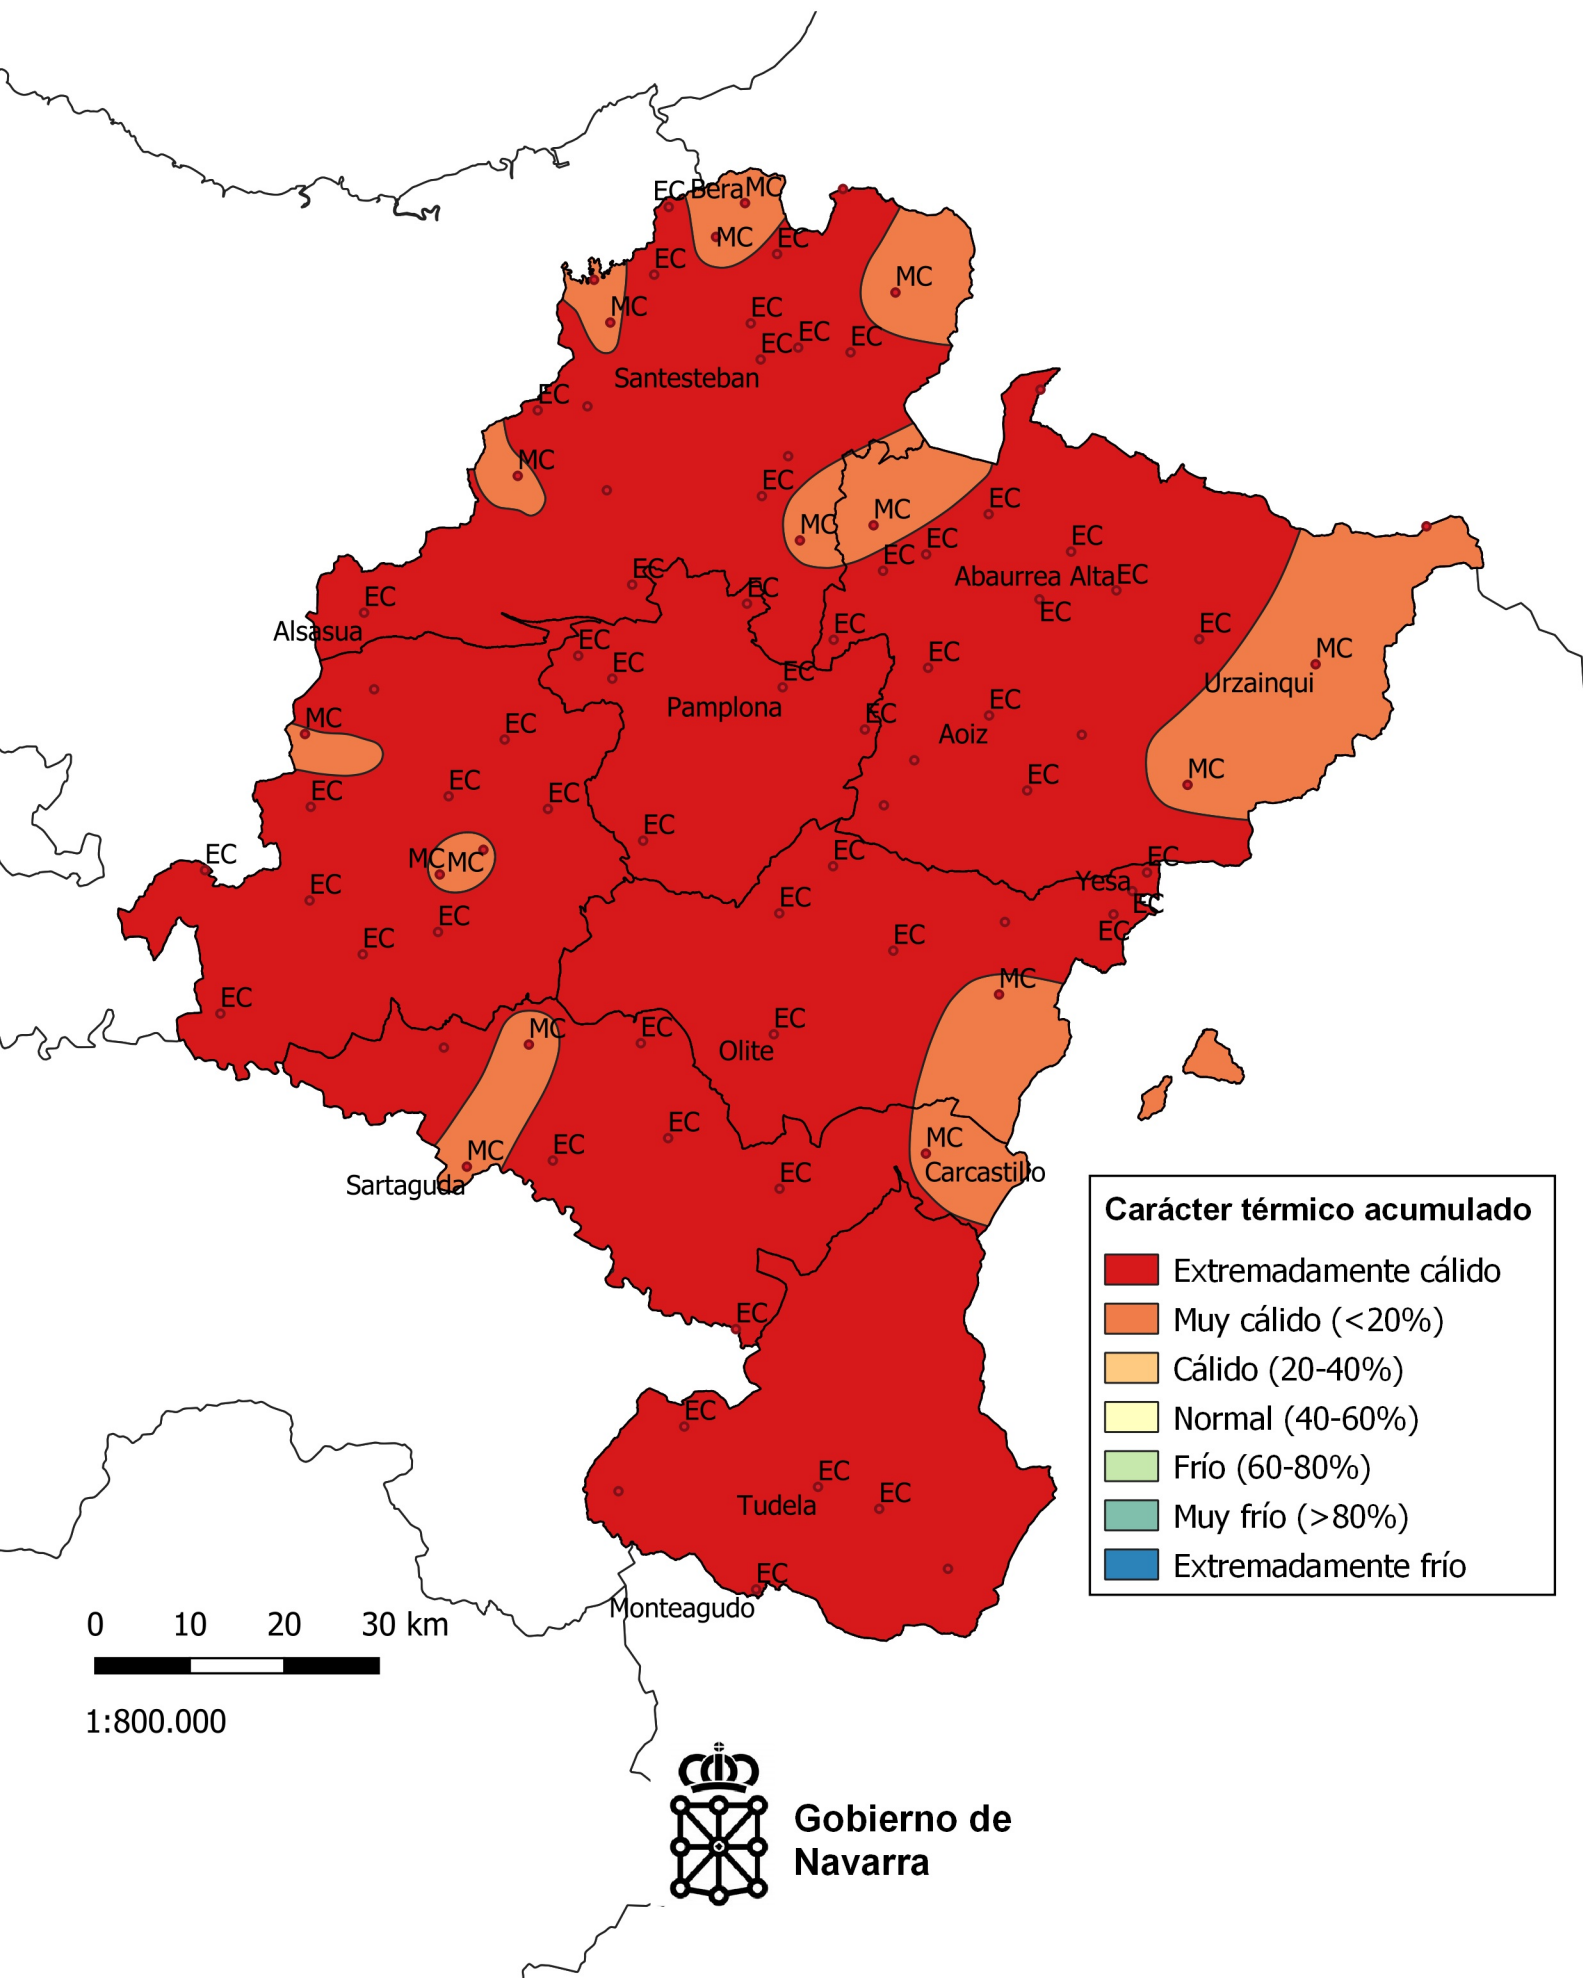 EC BeraMC
MC EC
EC
MC
MC
EC
EC EC EC
Santesteban
EC
MC
EC
EC
MC MC
EC
EC
EC
Abaurrea AltaEC
EC
EC
EC
EC
Alsasua
EC
EC
EC
EC
MC
EC
Urzainqui
EC
Pamplona
EC
EC
Aoiz
MC
EC
MC
EC
EC
EC
EC
EC
MC MC
EC
EC
EC
Yesa
EC
EC
EC
EC
EC
EC
EC
EC
MC
MC
EC
EC
Olite
EC
MC
EC
EC
MC
Carcastillo
Sartaguda
EC
EC
EC
EC
EC
Tudela
EC
Monteagudo
Carácter térmico acumulado
Extremadamente cálido
Muy cálido (<20%)
Cálido (20-40%)
Normal (40-60%)
Frío (60-80%)
Muy frío (>80%)
Extremadamente frío
0 10 20 30 km
1:800.000
Gobierno de
Navarra